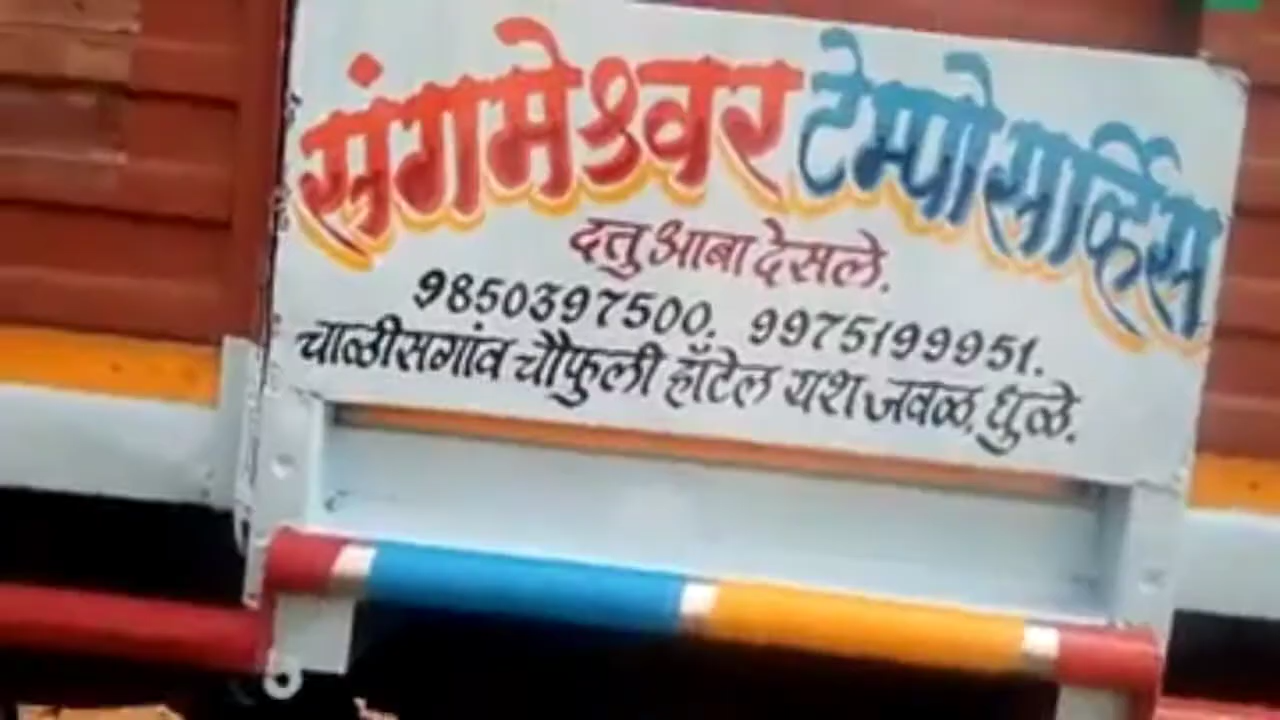 संगमेश्वर टेम्पो सर्व्हिस
दत्तु आबा देसले.
9850397500. 9975199951.
चाळीसगांव चौफुली हॉटेल यश जवळ, धुळे.